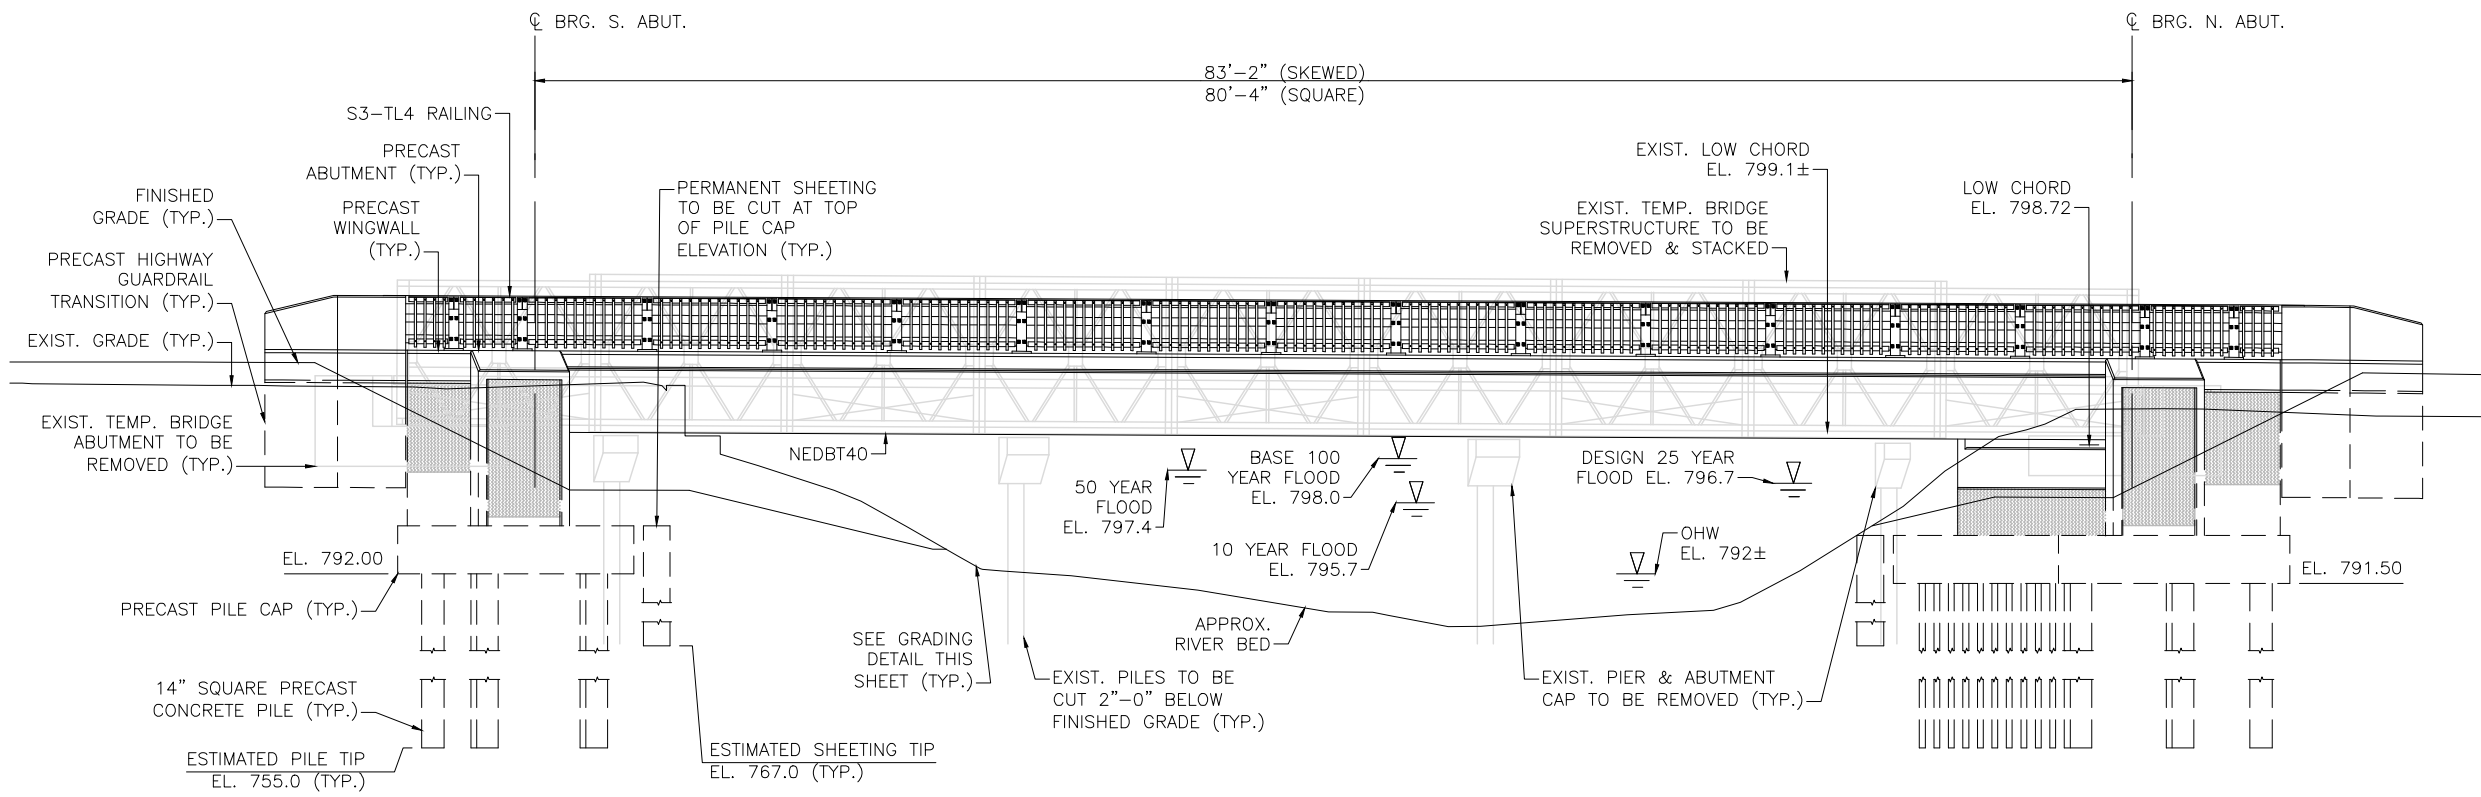 ℄ BRG. S. ABUT.
℄ BRG. N. ABUT.
83'-2" (SKEWED)
80'-4" (SQUARE)
S3-TL4 RAILING
PRECAST
ABUTMENT (TYP.)
FINISHED
GRADE (TYP.)
PRECAST
WINGWALL
(TYP.)
PERMANENT SHEETING
TO BE CUT AT TOP
OF PILE CAP
ELEVATION (TYP.)
EXIST. LOW CHORD
EL. 799.1±
LOW CHORD
EL. 798.72
EXIST. TEMP. BRIDGE
SUPERSTRUCTURE TO BE
REMOVED & STACKED
PRECAST HIGHWAY
GUARDRAIL
TRANSITION (TYP.)
EXIST. GRADE (TYP.)
EXIST. TEMP. BRIDGE
ABUTMENT TO BE
REMOVED (TYP.)
NEDBT40
50 YEAR
FLOOD
EL. 797.4
BASE 100
YEAR FLOOD
EL. 798.0
DESIGN 25 YEAR
FLOOD EL. 796.7
10 YEAR FLOOD
EL. 795.7
OHW
EL. 792±
EL. 792.00
EL. 791.50
PRECAST PILE CAP (TYP.)
SEE GRADING
DETAIL THIS
SHEET (TYP.)
APPROX.
RIVER BED
EXIST. PILES TO BE
CUT 2"-0" BELOW
FINISHED GRADE (TYP.)
EXIST. PIER & ABUTMENT
CAP TO BE REMOVED (TYP.)
14" SQUARE PRECAST
CONCRETE PILE (TYP.)
ESTIMATED PILE TIP
EL. 755.0 (TYP.)
ESTIMATED SHEETING TIP
EL. 767.0 (TYP.)